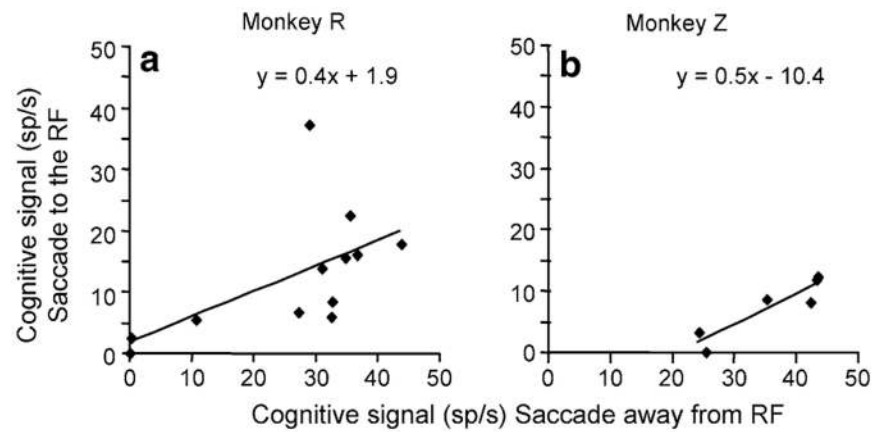 Monkey R
Monkey Z
a
b
y = 0.4x + 1.9
y = 0.5x - 10.4
Cognitive signal (sp/s)
Saccade to the RF
50
40
30
20
10
0
0
10
20
30
40
50
50
40
30
20
10
0
0
10
20
30
40
50
Cognitive signal (sp/s) Saccade away from RF